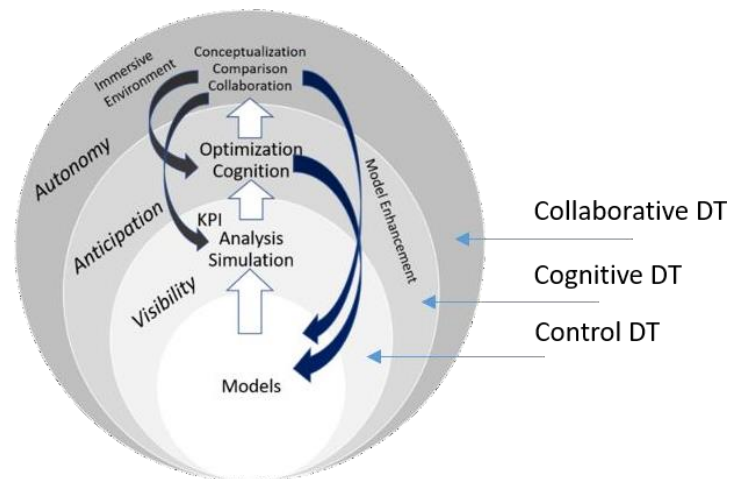 Conceptualization
Comparison
Collaboration
Immersive
Environment
Autonomy
Optimization
Cognition
Anticipation
Model Enhancement
KPI
Analysis
Simulation
Visibility
Models
Collaborative DT
Cognitive DT
Control DT